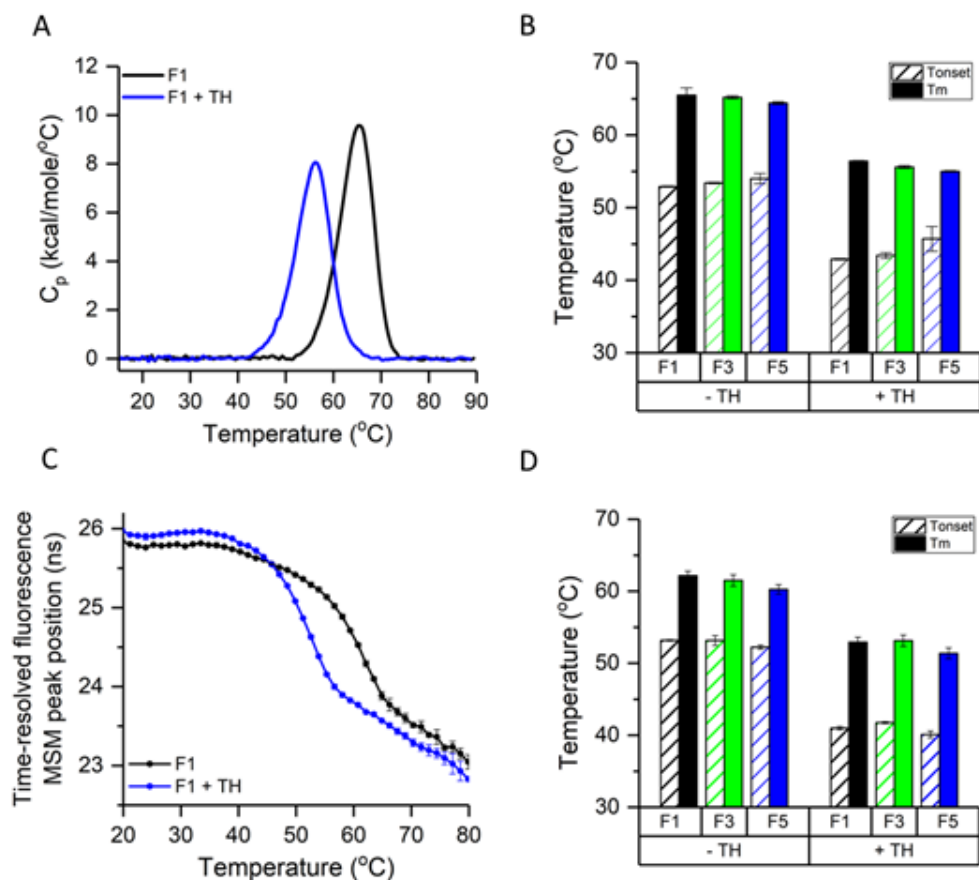 A
F1
F1 + TH
12
10
8
6
4
2
0
20 30 40 50 60 70 80 90
Temperature (°C)
Cp (kcal/mole/°C)
B
Tonset
Tm
70
60
50
40
30
Temperature (°C)
F1 F3 F5 F1 F3 F5
- TH + TH
C
26
25
24
23
Time-resolved fluorescence
MSM peak position (ns)
F1
F1 + TH
20 30 40 50 60 70 80
Temperature (°C)
D
Tonset
Tm
70
60
50
40
30
Temperature (°C)
F1 F3 F5 F1 F3 F5
- TH + TH